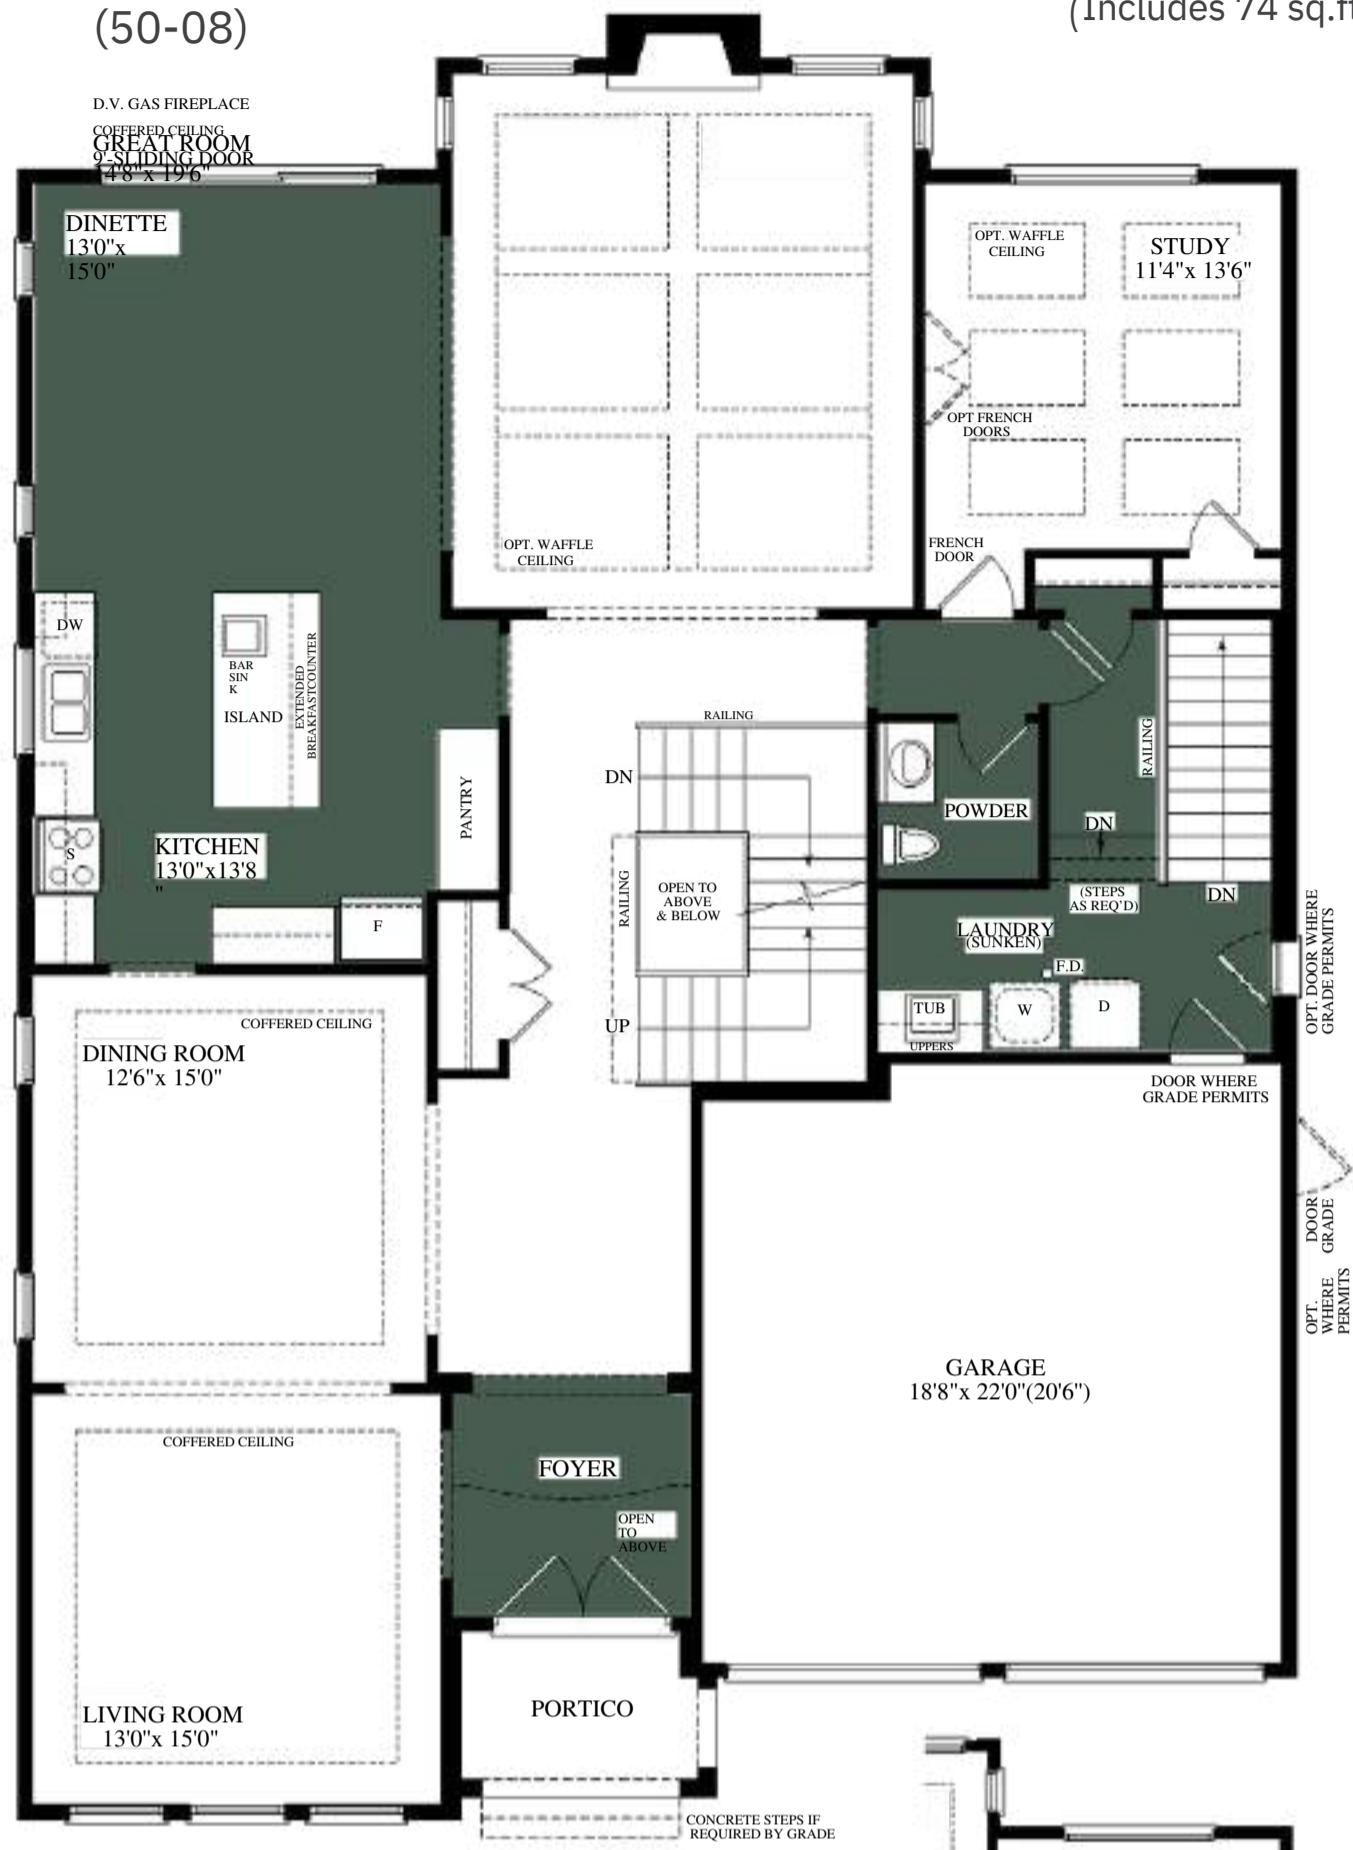 (50-08)
(Includes 74 sq.ft
D.V. GAS FIREPLACE
COFFERED CEILING
GREAT ROOM
9'-SLIDING DOOR
14'8"x 19'6"
DINETTE
13'0"x
15'0"
OPT. WAFFLE
CEILING
STUDY
11'4"x 13'6"
OPT FRENCH
DOORS
OPT. WAFFLE
CEILING
FRENCH
DOOR
DW
BAR
SIN
K
ISLAND
EXTENDED
BREAKFASTCOUNTER
RAILING
RAILING
DN
PANTRY
POWDER
DN
S
KITCHEN
13'0"x13'8
"
RAILING
OPEN TO
ABOVE
& BELOW
(STEPS
AS REQ'D)
DN
F
LAUNDRY
(SUNKEN)
F.D.
OPT. DOOR WHERE
GRADE PERMITS
TUB
W
D
UPPERS
UP
COFFERED CEILING
DINING ROOM
12'6"x 15'0"
DOOR WHERE
GRADE PERMITS
DOOR
GRADE
OPT.
WHERE
PERMITS
GARAGE
18'8"x 22'0"(20'6")
COFFERED CEILING
FOYER
OPEN
TO
ABOVE
LIVING ROOM
13'0"x 15'0"
PORTICO
CONCRETE STEPS IF
REQUIRED BY GRADE